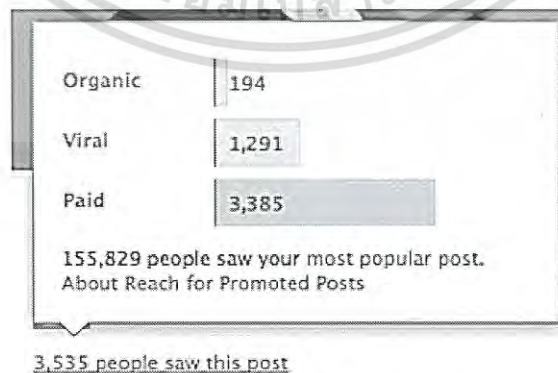 Organic 194
Viral 1,291
Paid 3,385
155,829 people saw your most popular post.
About Reach for Promoted Posts
3,535 people saw this post